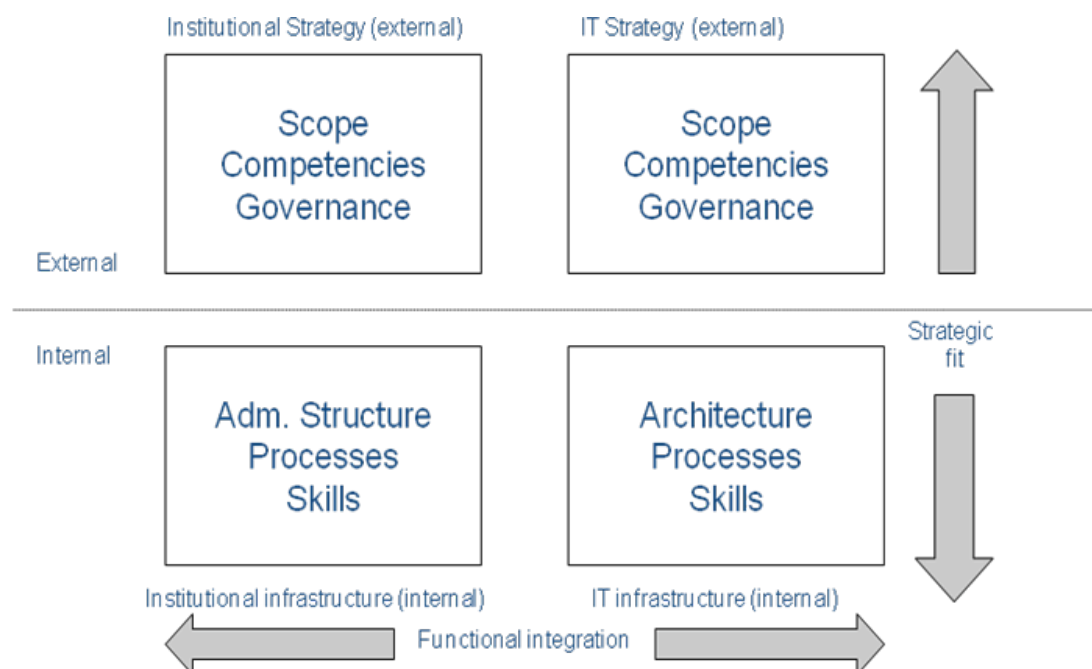 Institutional Strategy (external)
IT Strategy (external)
Scope
Competencies
Governance
Scope
Competencies
Governance
External
Internal
Strategic
fit
Adm. Structure
Processes
Skills
Architecture
Processes
Skills
Institutional infrastructure (internal)
IT infrastructure (internal)
Functional integration